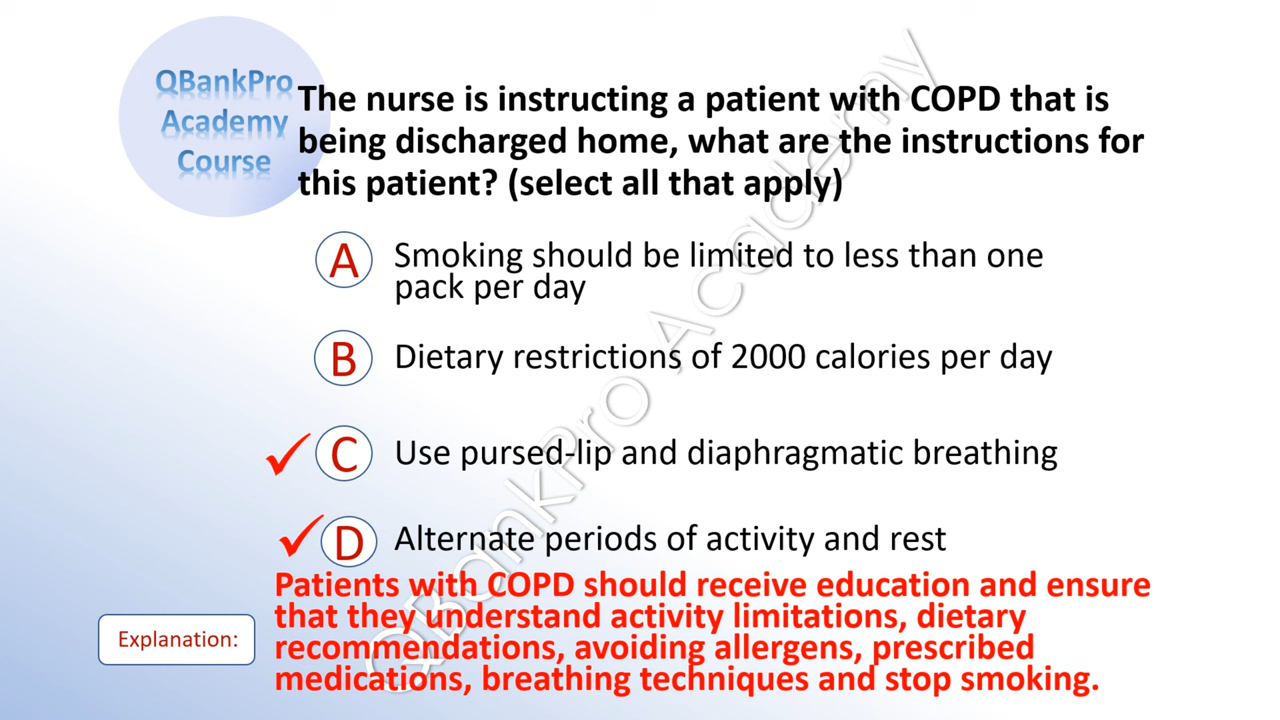 QBankPro
Academy
Course
The nurse is instructing a patient with COPD that is
being discharged home, what are the instructions for
this patient? (select all that apply)
A
Smoking should be limited to less than one
pack per day
B
Dietary restrictions of 2000 calories per day
C
Use pursed-lip and diaphragmatic breathing
D
Alternate periods of activity and rest
Explanation:
Patients with COPD should receive education and ensure
that they understand activity limitations, dietary
recommendations, avoiding allergens, prescribed
medications, breathing techniques and stop smoking.
QBankPro Academy